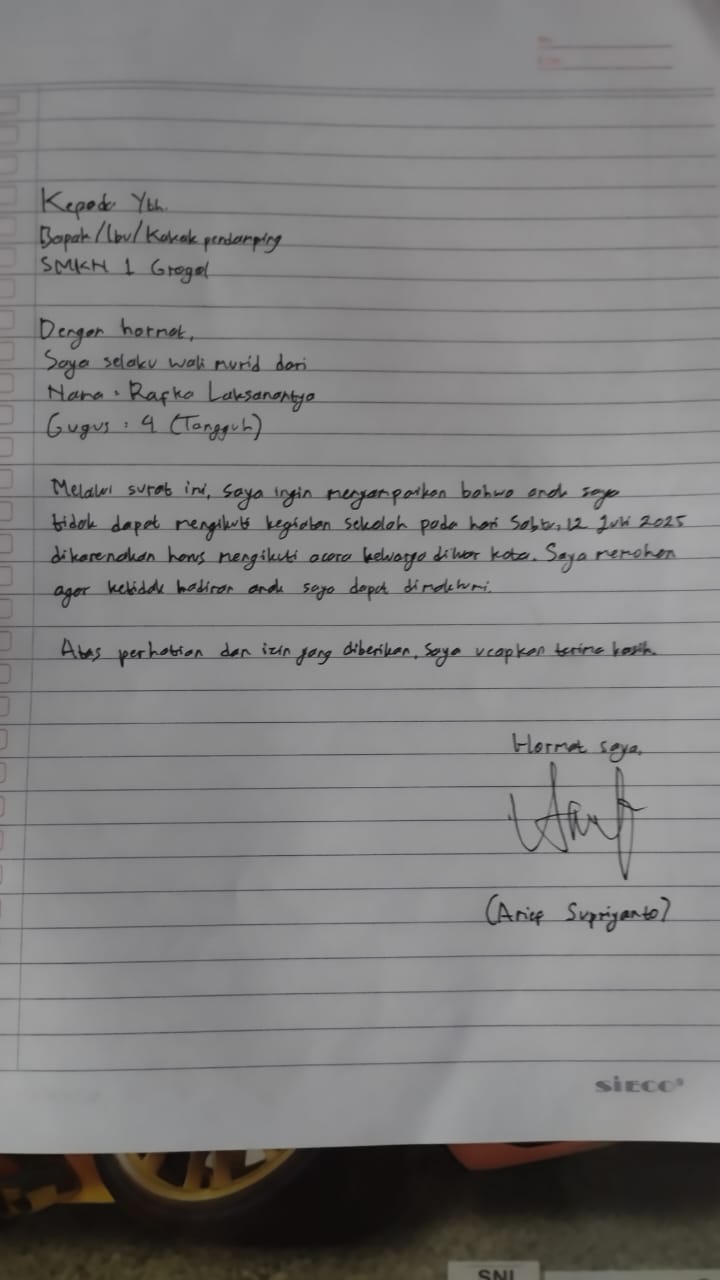 Kepada Yth.
Bapak/Ibu/Kakak pendamping
SMKN 1 Grogol
Dengan hormat,
Saya selaku wali murid dari
Nama : Rafka Laksanantyo
Gugus : 4 (Tangguh)
Melalui surat ini, saya ingin menyampaikan bahwa anak saya
tidak dapat mengikuti kegiatan sekolah pada hari Sabtu, 12 Juli 2025
dikarenakan harus mengikuti acara keluarga diluar kota. Saya memohon
agar ketidak hadiran anak saya dapat dimaklumi.
Atas perhatian dan izin yang diberikan, saya ucapkan terima kasih.
Hormat saya,
(Arief Supriyanto)
SiECO
SNI